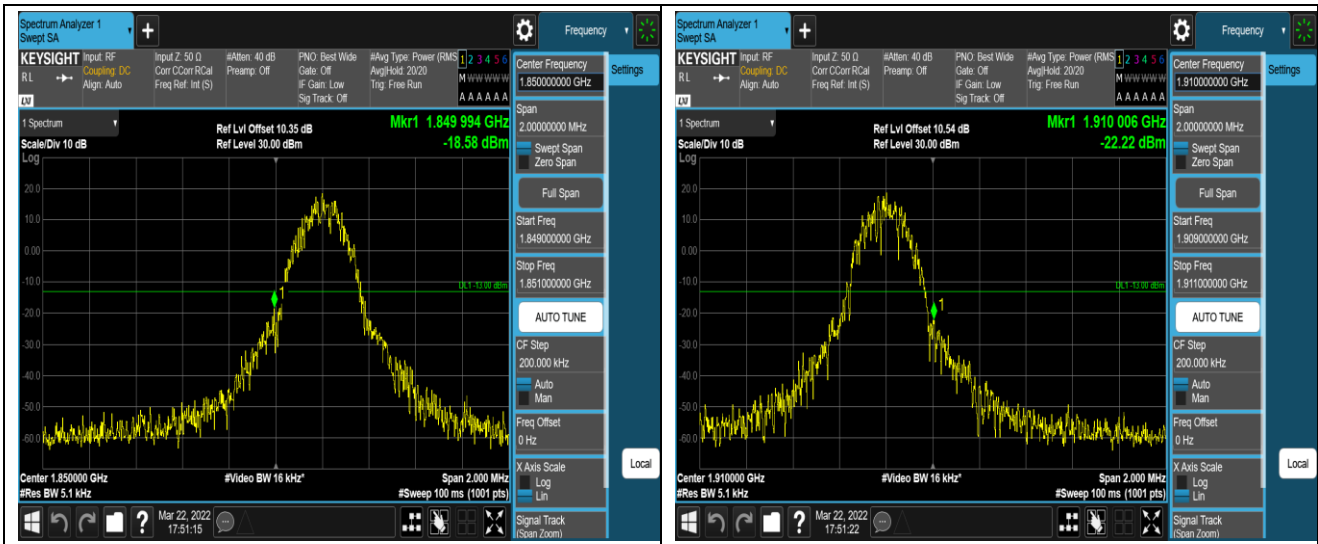 Spectrum Analyzer 1
Swept SA
+
Frequency
KEYSIGHT
Input: RF
Coupling: DC
Align: Auto
Input Z: 50 Ω
Corr CCorr RCal
Freq Ref: Int (S)
#Atten: 40 dB
Preamp: Off
PNO: Best Wide
Gate: Off
IF Gain: Low
Sig Track: Off
#Avg Type: Power (RMS
Avg|Hold: 20/20
Trig: Free Run
1 2 3 4 5 6
M W W W W W
A A A A A A
RL
LXI
Center Frequency
1.850000000 GHz
Settings
Span
2.00000000 MHz
Swept Span
Zero Span
Full Span
Start Freq
1.849000000 GHz
Stop Freq
1.851000000 GHz
AUTO TUNE
CF Step
200.000 kHz
Auto
Man
Freq Offset
0 Hz
X Axis Scale
Log
Lin
Signal Track
(Span Zoom)
Local
1 Spectrum
Scale/Div 10 dB
Log
Ref Lvl Offset 10.35 dB
Ref Level 30.00 dBm
Mkr1 1.849 994 GHz
-18.58 dBm
20.0
10.0
0.00
-10.0
-20.0
-30.0
-40.0
-50.0
-60.0
DL1 -13.00 dBm
1
Center 1.850000 GHz
#Res BW 5.1 kHz
#Video BW 16 kHz*
Span 2.000 MHz
#Sweep 100 ms (1001 pts)
?
Mar 22, 2022
17:51:15
Spectrum Analyzer 1
Swept SA
+
Frequency
KEYSIGHT
Input: RF
Coupling: DC
Align: Auto
Input Z: 50 Ω
Corr CCorr RCal
Freq Ref: Int (S)
#Atten: 40 dB
Preamp: Off
PNO: Best Wide
Gate: Off
IF Gain: Low
Sig Track: Off
#Avg Type: Power (RMS
Avg|Hold: 20/20
Trig: Free Run
1 2 3 4 5 6
M W W W W W
A A A A A A
RL
LXI
Center Frequency
1.910000000 GHz
Settings
Span
2.00000000 MHz
Swept Span
Zero Span
Full Span
Start Freq
1.909000000 GHz
Stop Freq
1.911000000 GHz
AUTO TUNE
CF Step
200.000 kHz
Auto
Man
Freq Offset
0 Hz
X Axis Scale
Log
Lin
Signal Track
(Span Zoom)
Local
1 Spectrum
Scale/Div 10 dB
Log
Ref Lvl Offset 10.54 dB
Ref Level 30.00 dBm
Mkr1 1.910 006 GHz
-22.22 dBm
20.0
10.0
0.00
-10.0
-20.0
-30.0
-40.0
-50.0
-60.0
DL1 -13.00 dBm
1
Center 1.910000 GHz
#Res BW 5.1 kHz
#Video BW 16 kHz*
Span 2.000 MHz
#Sweep 100 ms (1001 pts)
?
Mar 22, 2022
17:51:22